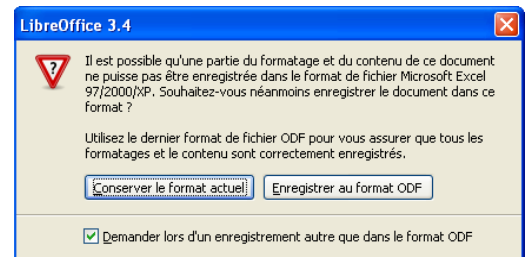 LibreOffice 3.4
Il est possible qu'une partie du formatage et du contenu de ce document
ne puisse pas être enregistrée dans le format de fichier Microsoft Excel
97/2000/XP. Souhaitez-vous néanmoins enregistrer le document dans ce
format ?
Utilisez le dernier format de fichier ODF pour vous assurer que tous les
formatages et le contenu sont correctement enregistrés.
Conserver le format actuel Enregistrer au format ODF
Demander lors d'un enregistrement autre que dans le format ODF